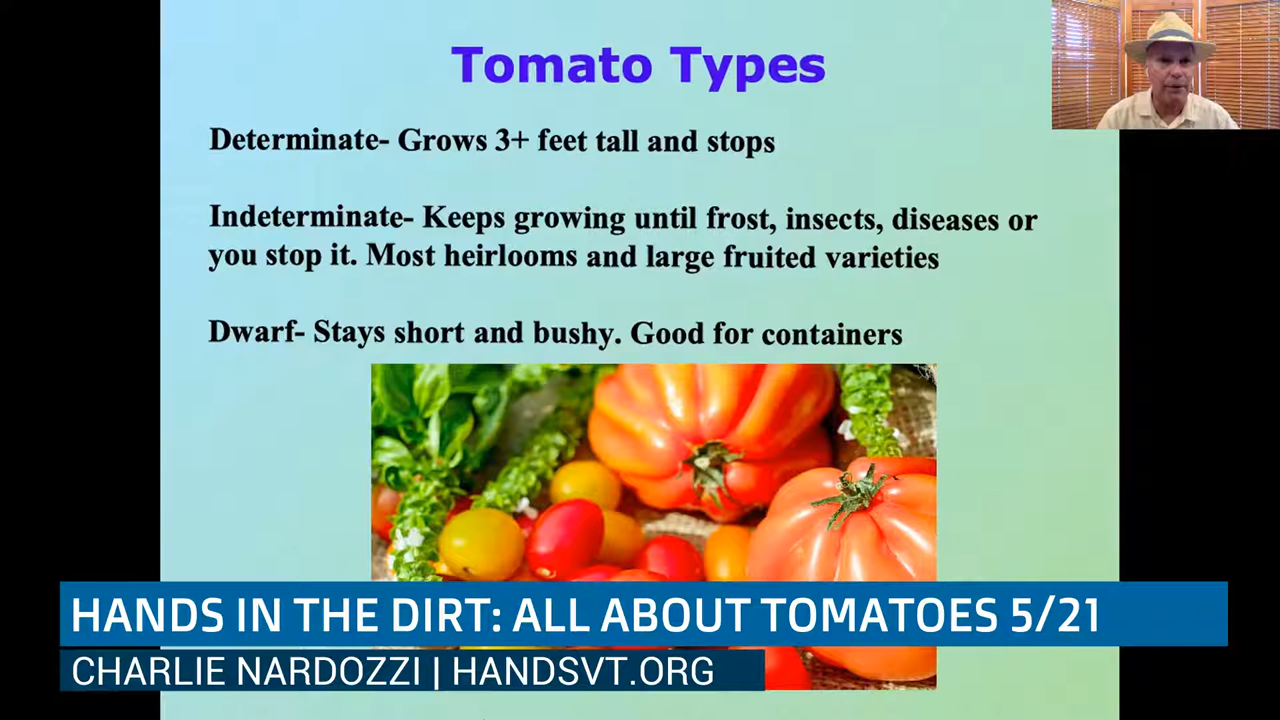 Tomato Types
Determinate- Grows 3+ feet tall and stops
Indeterminate- Keeps growing until frost, insects, diseases or
you stop it. Most heirlooms and large fruited varieties
Dwarf- Stays short and bushy. Good for containers
HANDS IN THE DIRT: ALL ABOUT TOMATOES 5/21
CHARLIE NARDOZZI | HANDSVT.ORG